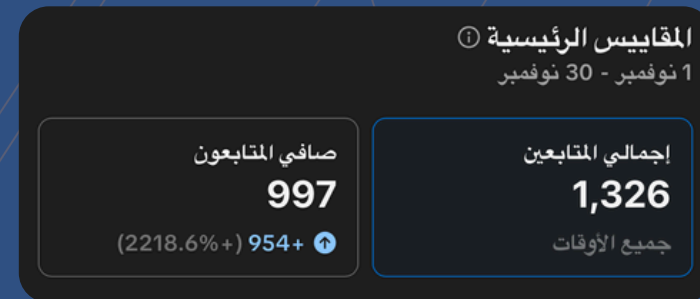 المقاييس الرئيسية
1 نوفمبر - 30 نوفمبر
إجمالي المتابعين
1,326
جميع الأوقات
صافي المتابعون
997
+954 (+2218.6%)